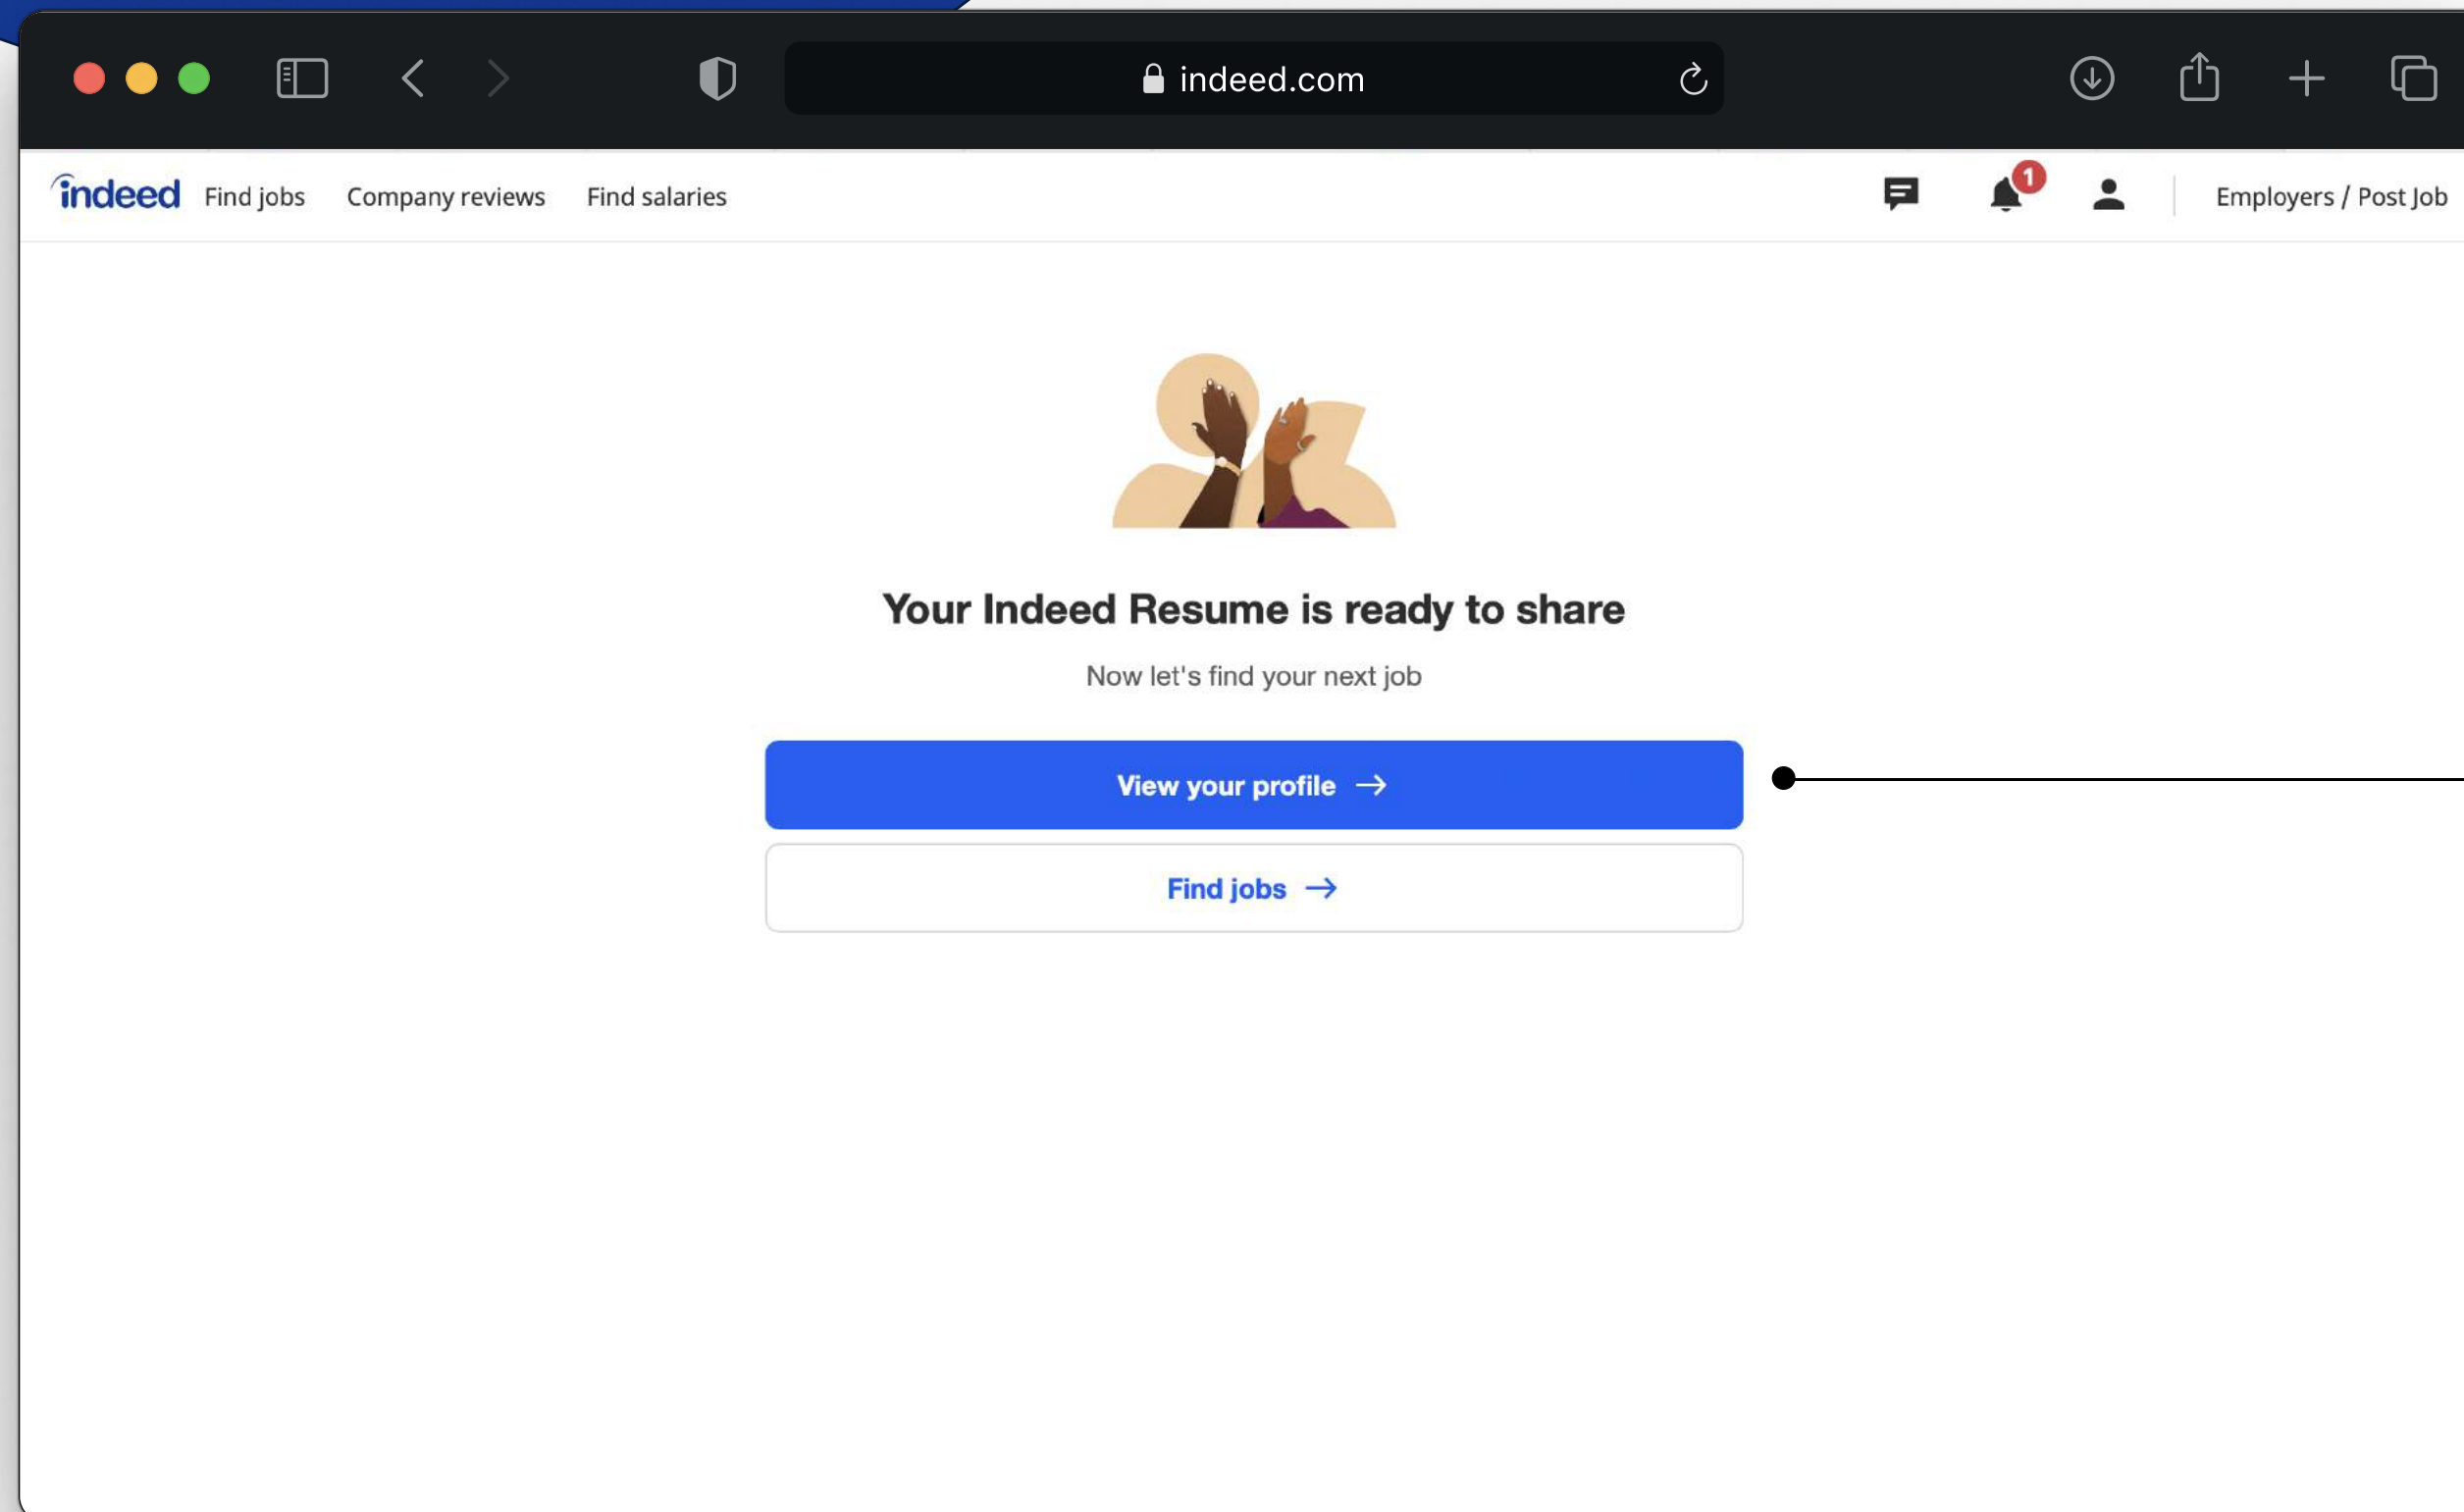 indeed.com
indeed Find jobs Company reviews Find salaries 1 Employers / Post Job
Your Indeed Resume is ready to share
Now let's find your next job
View your profile →
Find jobs →